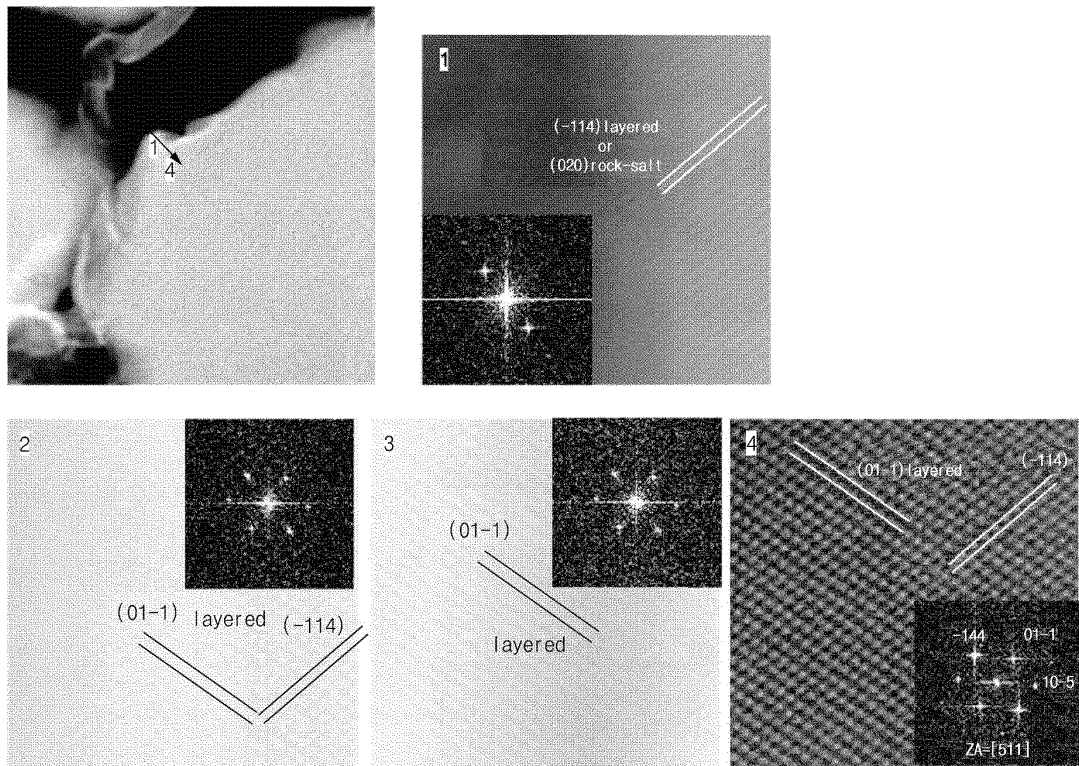 1
4
1
(-114)layered
or
(020)rock-salt
2
(01-1) layered (-114)
3
(01-1)
layered
4
(01-1)layered
(-114)
-144 01-1
10-5
ZA=[511]